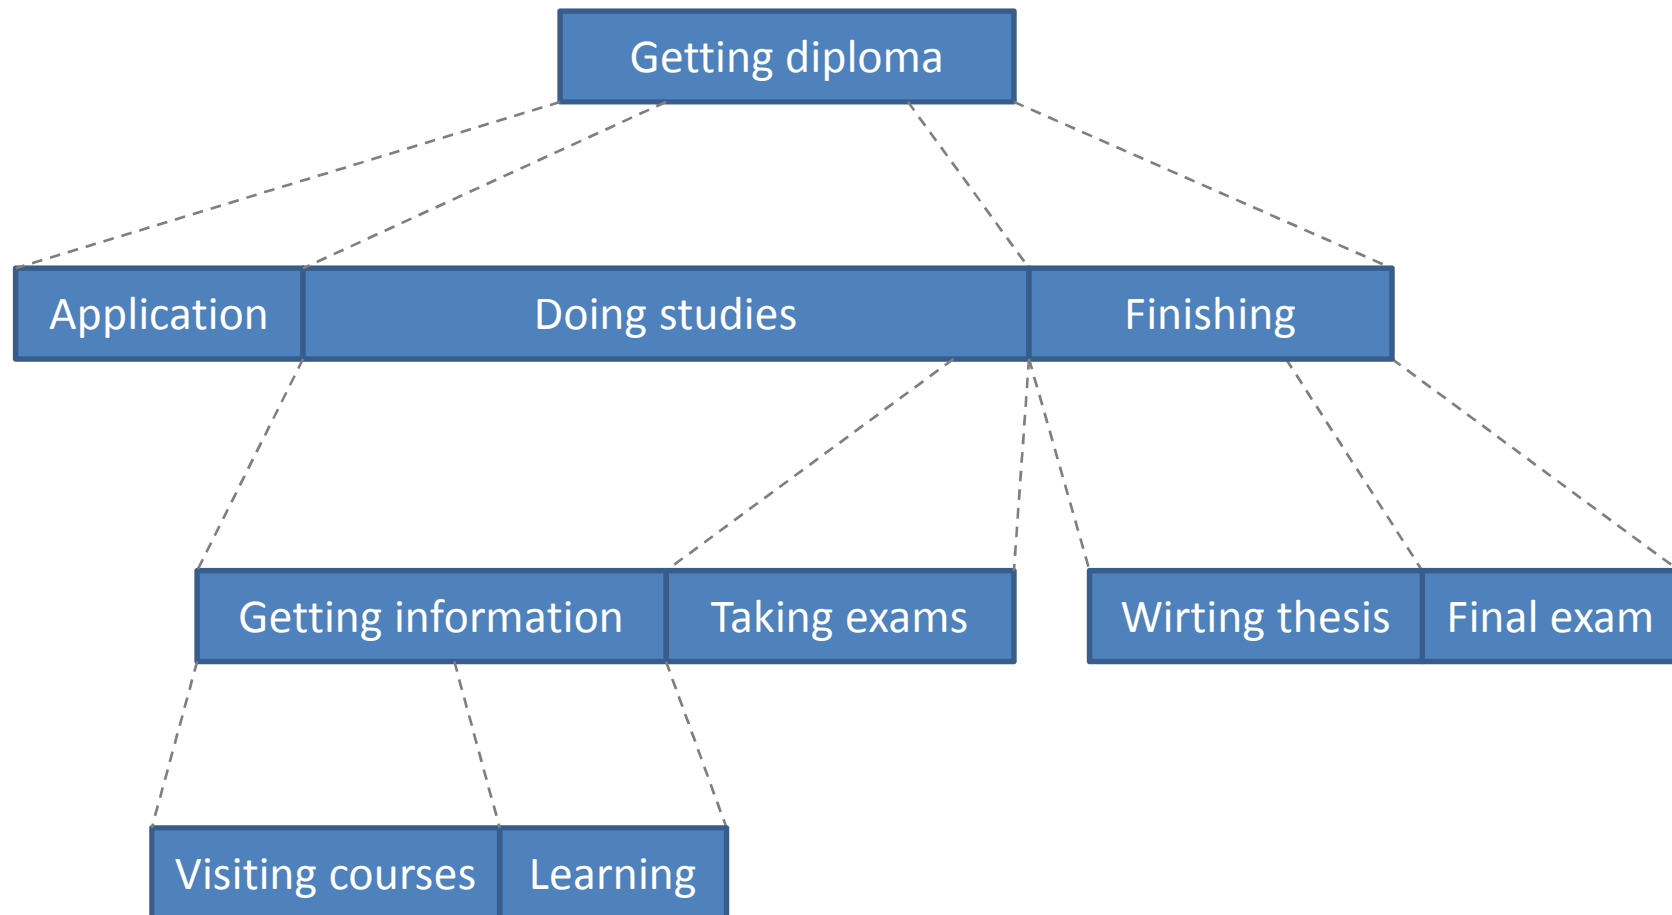 Getting diploma
Application
Doing studies
Finishing
Getting information
Taking exams
Wirting thesis
Final exam
Visiting courses
Learning